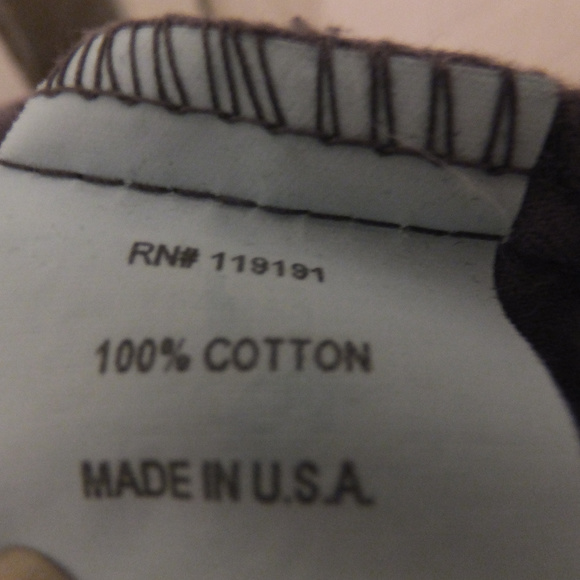 RN# 119191
100% COTTON
MADE IN U.S.A.